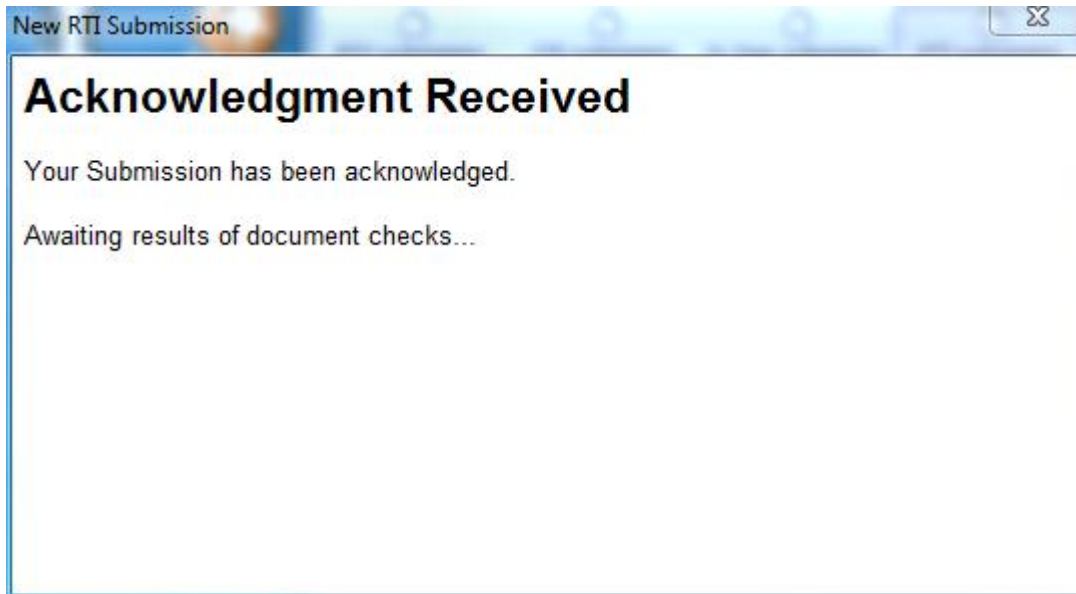 New RTI Submission
Acknowledgment Received
Your Submission has been acknowledged.
Awaiting results of document checks...